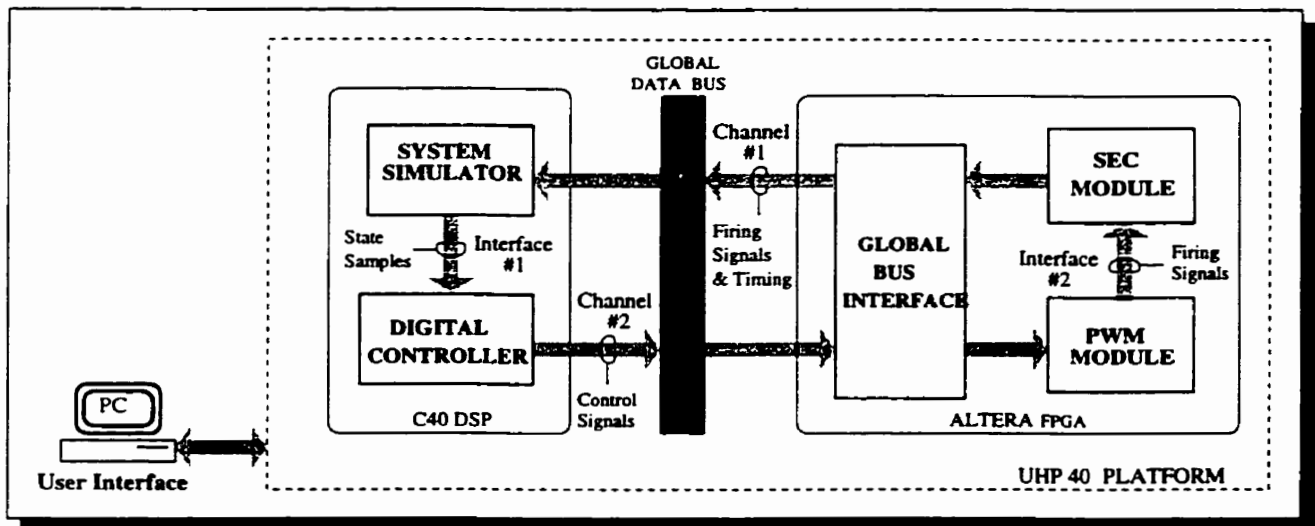 GLOBAL
DATA BUS
SYSTEM
SIMULATOR
State
Samples
Interface
#1
DIGITAL
CONTROLLER
C40 DSP
Channel
#1
Firing
Signals
& Timing
Channel
#2
Control
Signals
GLOBAL
BUS
INTERFACE
SEC
MODULE
Interface
#2
Firing
Signals
PWM
MODULE
ALTERA FPGA
PC
User Interface
UHP 40 PLATFORM